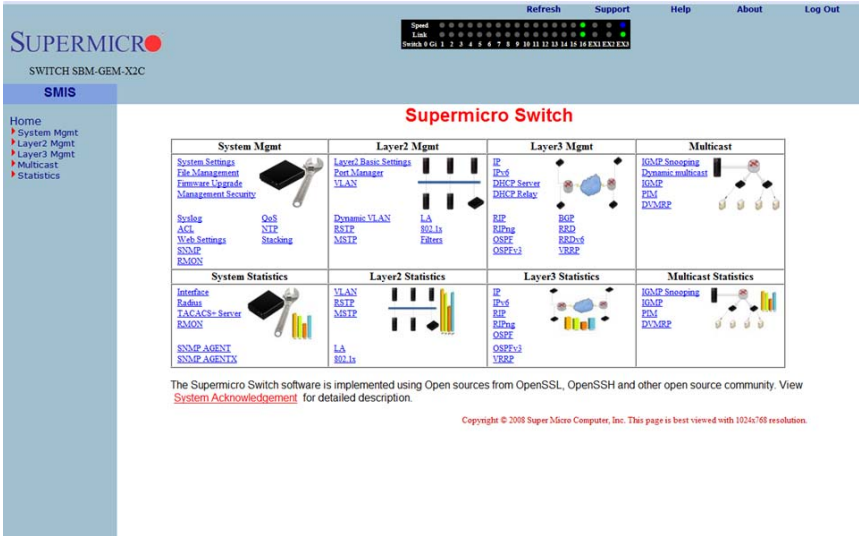 Refresh Support Help About Log Out
SUPERMICRO
SWITCH SBM-GEM-X2C
Speed
Link
Switch 0 Gi 1 2 3 4 5 6 7 8 9 10 11 12 13 14 15 16 EX1 EX2 EX3
SMIS
Home
System Mgmt
Layer2 Mgmt
Layer3 Mgmt
Multicast
Statistics
Supermicro Switch
System Mgmt
System Settings
File Management
Firmware Upgrade
Management Security
Syslog QoS
ACL NTP
Web Settings Stacking
SNMP
RMON
Layer2 Mgmt
Layer2 Basic Settings
Port Manager
VLAN
Dynamic VLAN LA
RSTP 802.1x
MSTP Filters
Layer3 Mgmt
IP
IPv6
DHCP Server
DHCP Relay
RIP BGP
RIPng RRD
OSPF RRDv6
OSPFv3 VRRP
Multicast
IGMP Snooping
Dynamic multicast
IGMP
PIM
DVMRP
System Statistics
Interface
Radius
TACACS+ Server
RMON
SNMP AGENT
SNMP AGENTX
Layer2 Statistics
VLAN
RSTP
MSTP
LA
802.1x
Layer3 Statistics
IP
IPv6
RIP
RIPng
OSPF
OSPFv3
VRRP
Multicast Statistics
IGMP Snooping
IGMP
PIM
DVMRP
The Supermicro Switch software is implemented using Open sources from OpenSSL, OpenSSH and other open source community. View
System Acknowledgement for detailed description.
Copyright © 2008 Super Micro Computer, Inc. This page is best viewed with 1024x768 resolution.